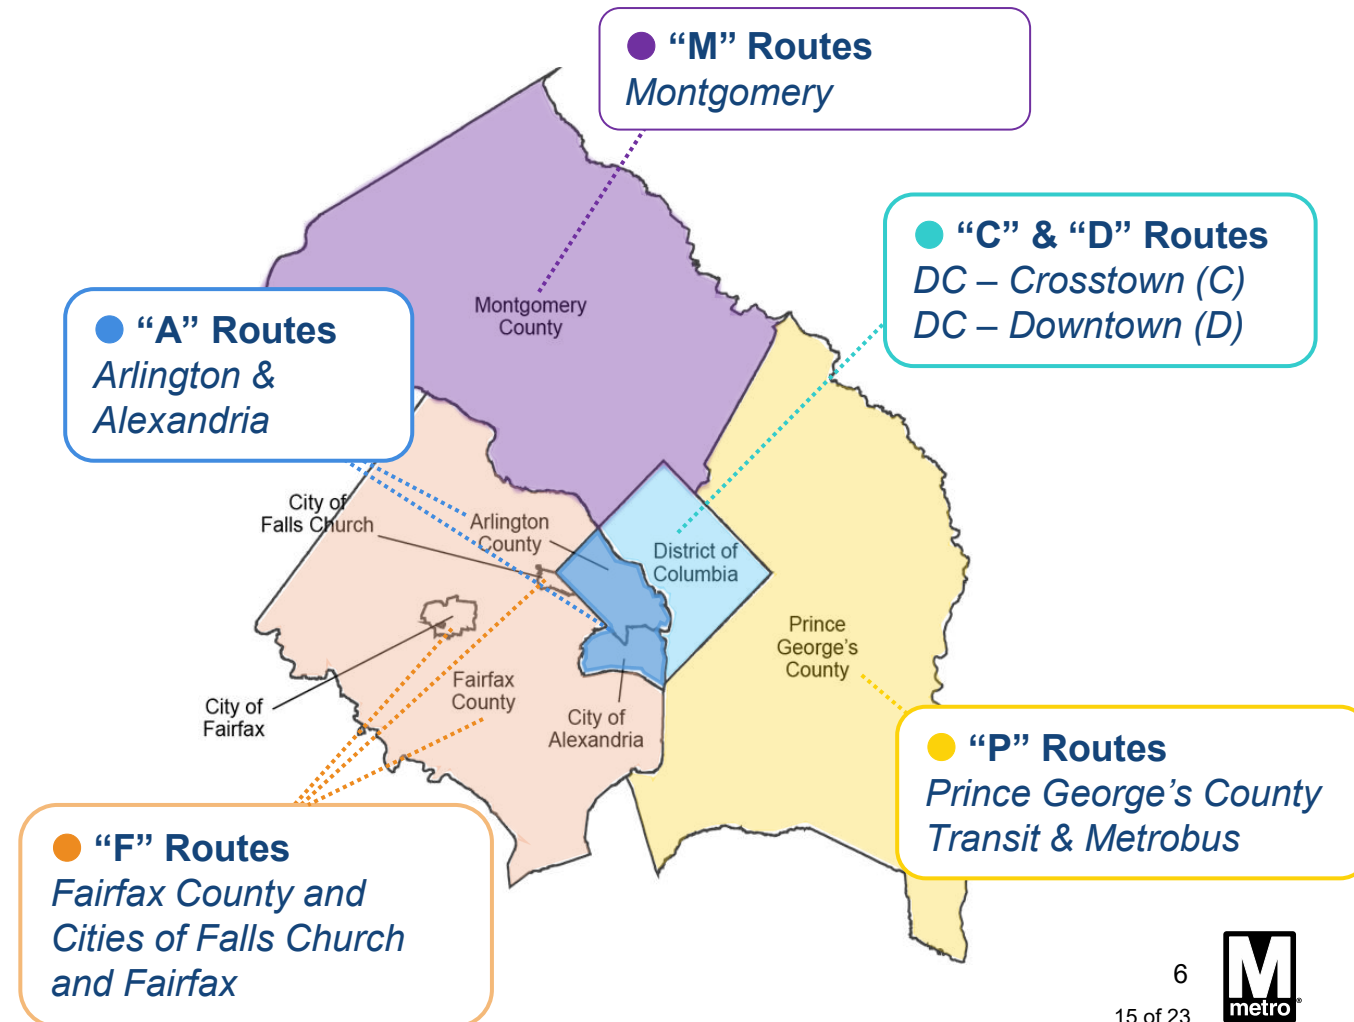 “M” Routes
Montgomery
“C” & “D” Routes
DC – Crosstown (C)
DC – Downtown (D)
“A” Routes
Arlington &
Alexandria
Montgomery
County
City of
Falls Church
Arlington
County
District of
Columbia
Prince
George’s
County
Fairfax
County
City of
Fairfax
City of
Alexandria
“P” Routes
Prince George’s County
Transit & Metrobus
“F” Routes
Fairfax County and
Cities of Falls Church
and Fairfax
6
15 of 23
M
metro®